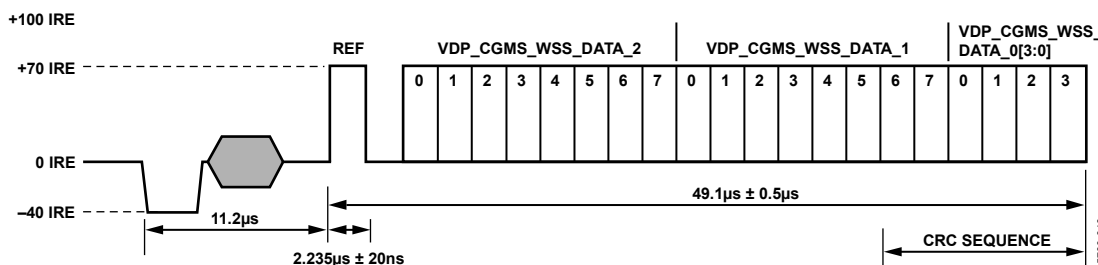 +100 IRE
REF
VDP_CGMS_WSS_DATA_2
VDP_CGMS_WSS_DATA_1
VDP_CGMS_WSS_
DATA_0[3:0]
+70 IRE
0 1 2 3 4 5 6 7 0 1 2 3 4 5 6 7 0 1 2 3
0 IRE
49.1µs ± 0.5µs
–40 IRE
11.2µs
CRC SEQUENCE
2.235µs ± 20ns